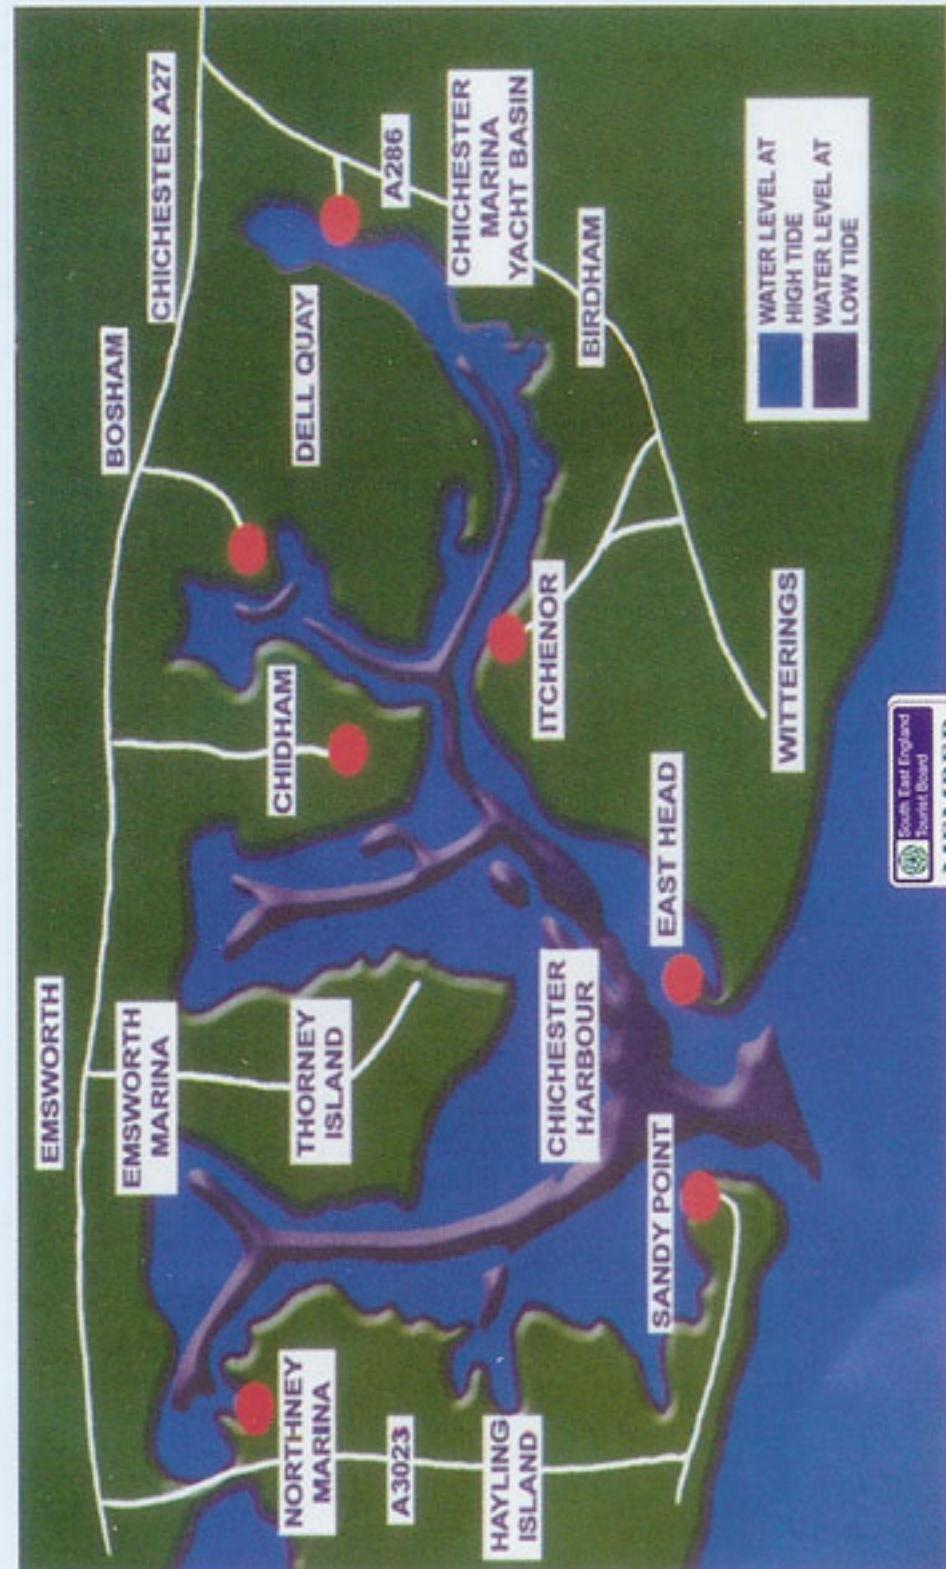 EMSWORTH
BOSHAM
CHICHESTER A27
EMSWORTH
MARINA
NORTHNEY
MARINA
THORNEY
ISLAND
CHIDHAM
DELL QUAY
A3023
A286
HAYLING
ISLAND
CHICHESTER
HARBOUR
ITCHENOR
CHICHESTER
MARINA
YACHT BASIN
BIRDHAM
SANDY POINT
EAST HEAD
WITTERINGS
WATER LEVEL AT
HIGH TIDE
WATER LEVEL AT
LOW TIDE
South East England
Tourist Board